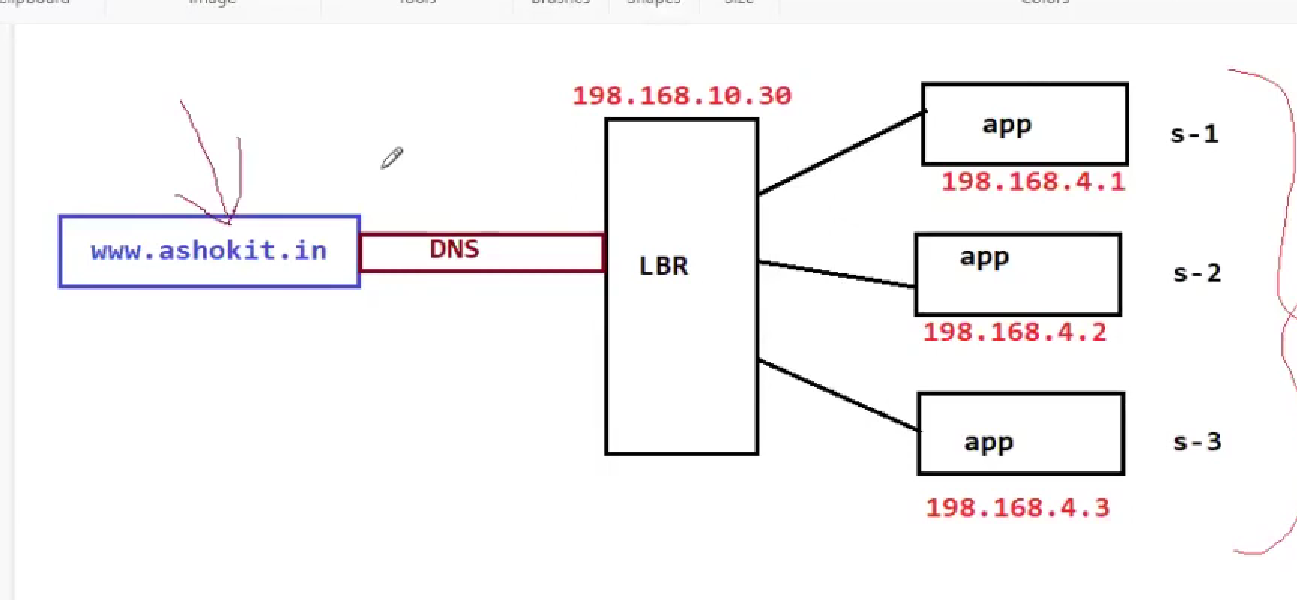 Image
Tools
Brushes
Shapes
Size
Colors
198.168.10.30
app
s-1
198.168.4.1
www.ashokit.in
DNS
LBR
app
s-2
198.168.4.2
app
s-3
198.168.4.3